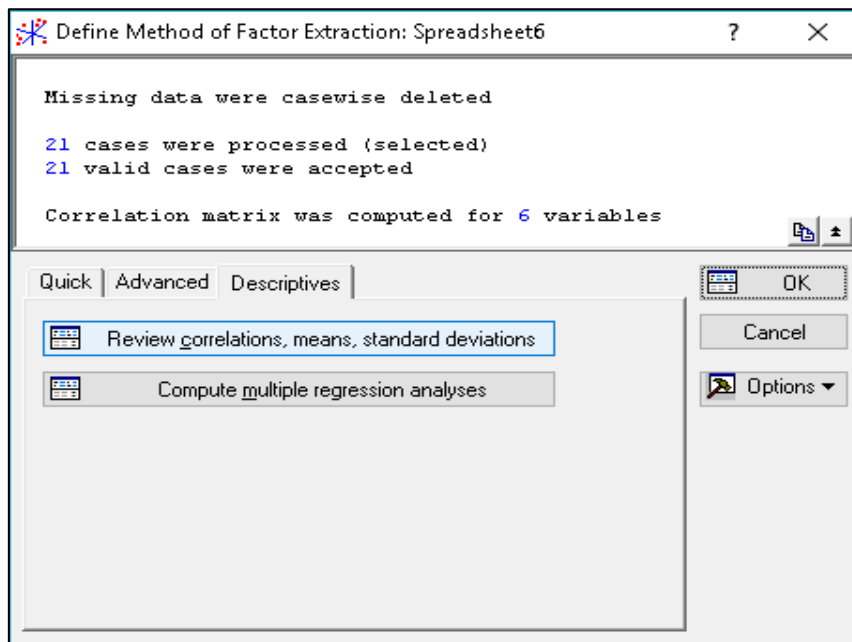 Define Method of Factor Extraction: Spreadsheet6 ?
Missing data were casewise deleted
21 cases were processed (selected)
21 valid cases were accepted
Correlation matrix was computed for 6 variables
Quick Advanced Descriptives
OK
Review correlations, means, standard deviations
Cancel
Compute multiple regression analyses
Options